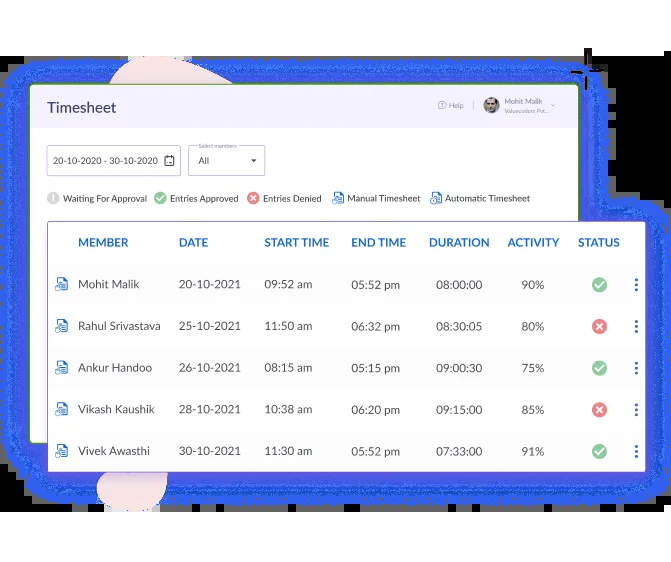 Timesheet
Help
Mohit Malik
Valuecoders Pvt...
20-10-2020 - 30-10-2020
Select members
All
Waiting For Approval Entries Approved Entries Denied Manual Timesheet Automatic Timesheet
MEMBER DATE START TIME END TIME DURATION ACTIVITY STATUS
Mohit Malik 20-10-2021 09:52 am 05:52 pm 08:00:00 90%
Rahul Srivastava 25-10-2021 11:50 am 06:32 pm 08:30:05 80%
Ankur Handoo 26-10-2021 08:15 am 05:15 pm 09:00:30 75%
Vikash Kaushik 28-10-2021 10:38 am 06:20 pm 09:15:00 85%
Vivek Awasthi 30-10-2021 11:30 am 05:52 pm 07:33:00 91%